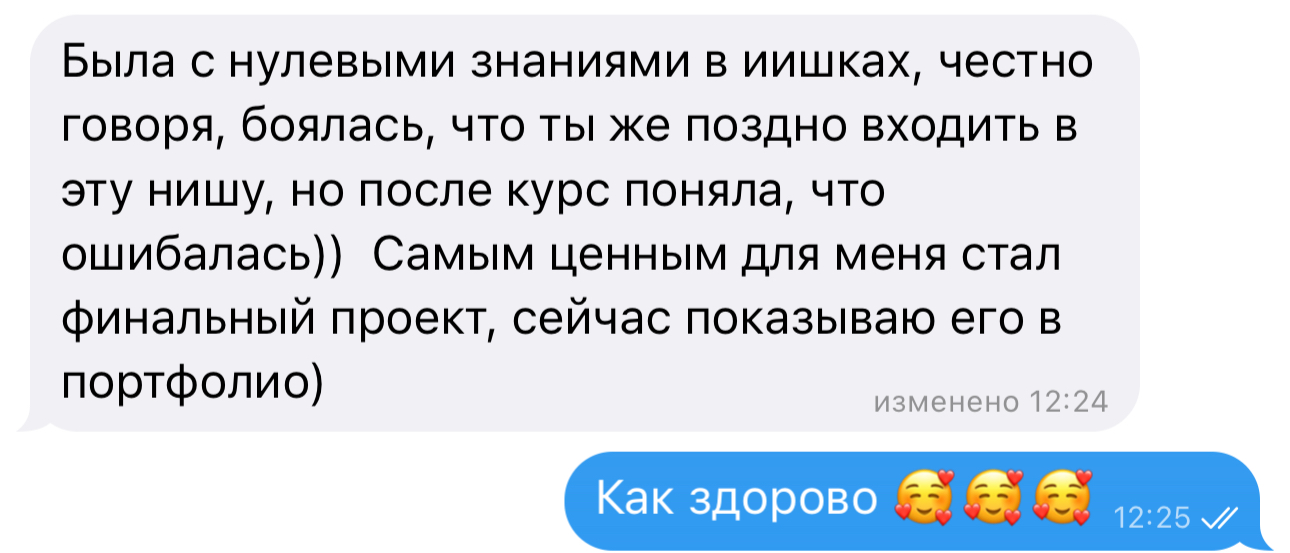 Была с нулевыми знаниями в иишках, честно
говоря, боялась, что ты же поздно входить в
эту нишу, но после курс поняла, что
ошибалась))  Самым ценным для меня стал
финальный проект, сейчас показываю его в
портфолио)
изменено 12:24
Как здорово 🥰🥰🥰 12:25